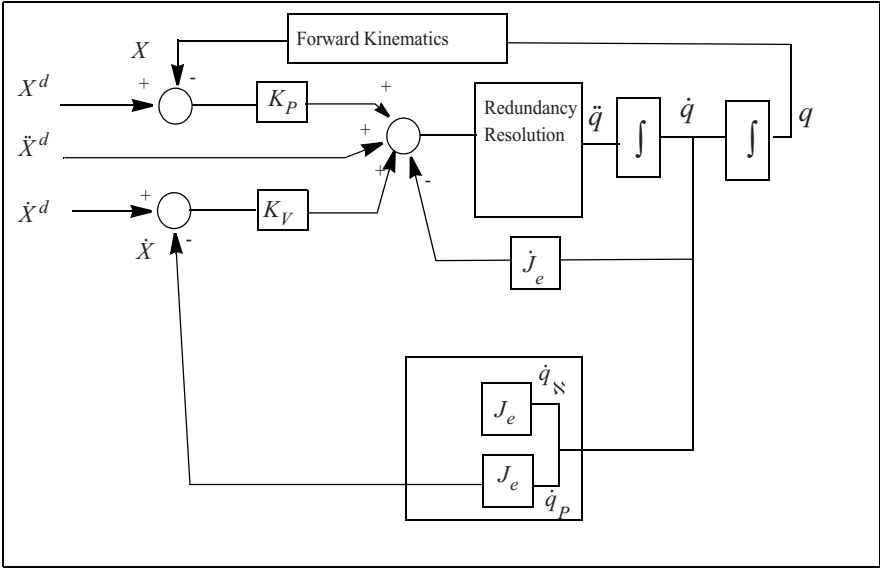 Forward Kinematics
X
-
+
X^d
K_P
+
Redundancy
Resolution
q̈
∫
q̇
∫
q
Ẍ^d
+
+
-
Ẋ^d
+
K_V
Ẋ
-
J̇_e
q̇_ℵ
J_e
J_e
q̇_P